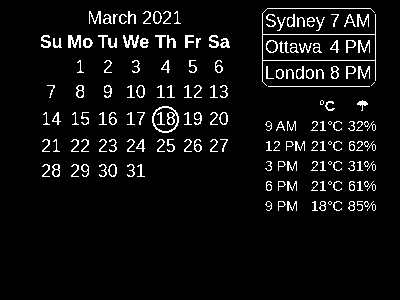 March 2021
Su Mo Tu We Th Fr Sa
1 2 3 4 5 6
7 8 9 10 11 12 13
14 15 16 17 18 19 20
21 22 23 24 25 26 27
28 29 30 31
Sydney 7 AM
Ottawa 4 PM
London 8 PM
°C
9 AM 21°C 32%
12 PM 21°C 62%
3 PM 21°C 31%
6 PM 21°C 61%
9 PM 18°C 85%